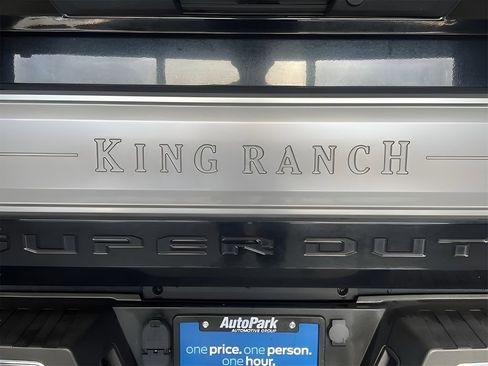 KING RANCH
SUPER DUT
AutoPark
AUTOMOTIVE GROUP
one price. one person.
one hour.